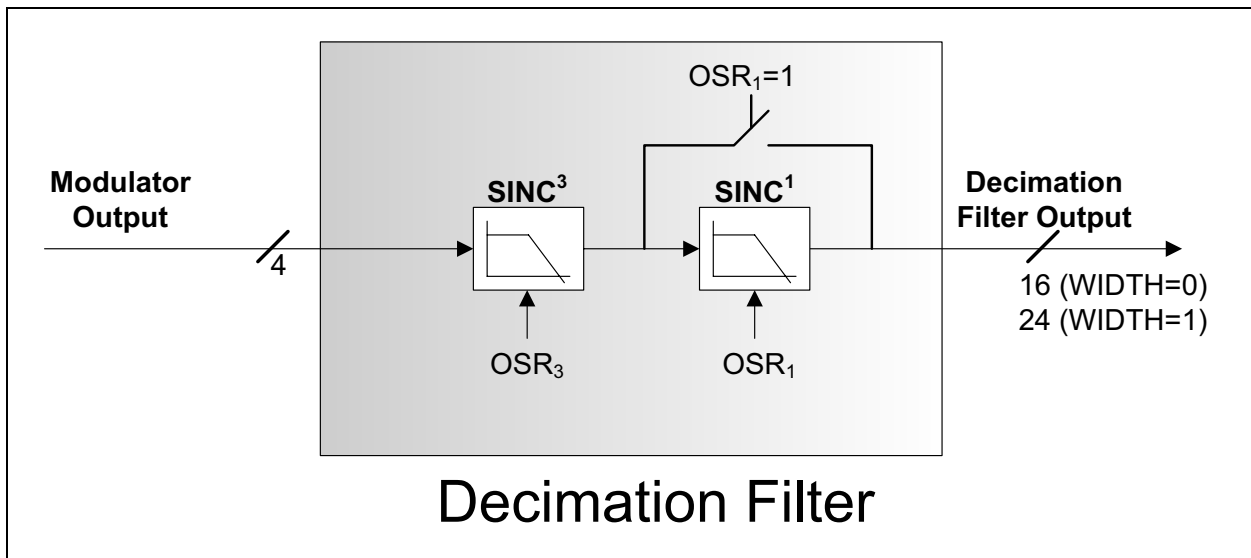 OSR₁=1
Modulator
Output
4
SINC³
SINC¹
OSR₃
OSR₁
Decimation
Filter Output
16 (WIDTH=0)
24 (WIDTH=1)
Decimation Filter